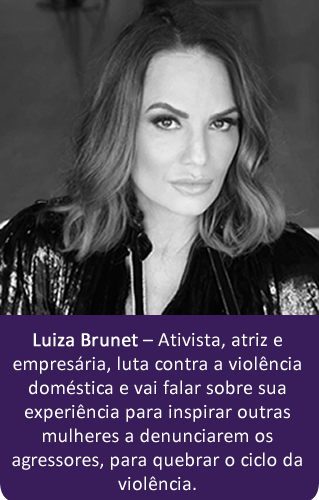 Luiza Brunet – Ativista, atriz e
empresária, luta contra a violência
doméstica e vai falar sobre sua
experiência para inspirar outras
mulheres a denunciarem os
agressores, para quebrar o ciclo da
violência.